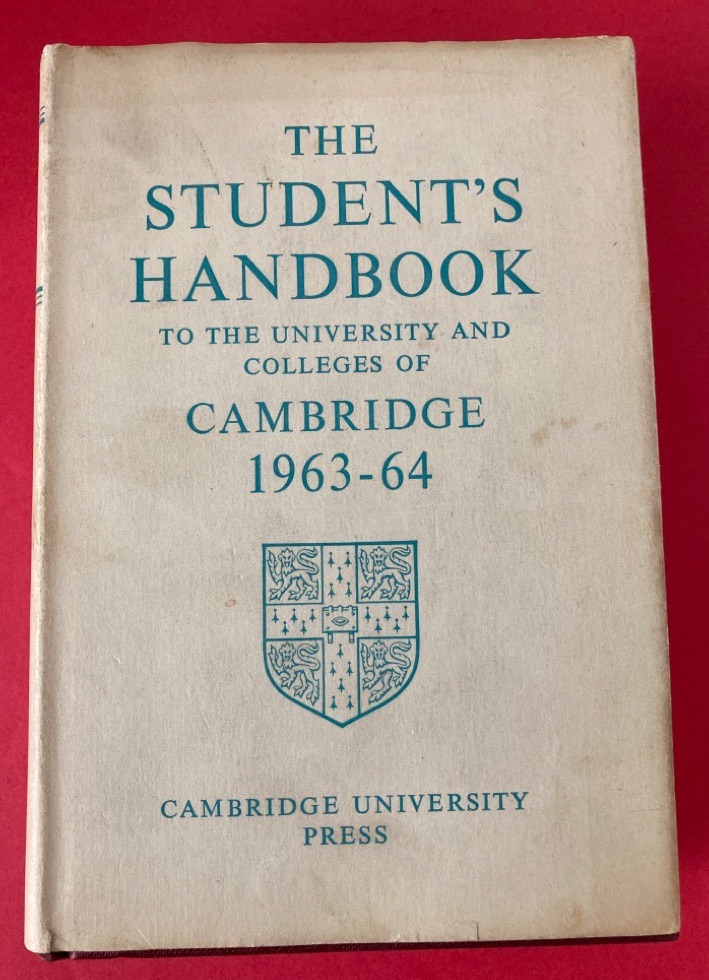 THE
STUDENT'S
HANDBOOK
TO THE UNIVERSITY AND
COLLEGES OF
CAMBRIDGE
1963-64
CAMBRIDGE UNIVERSITY
PRESS